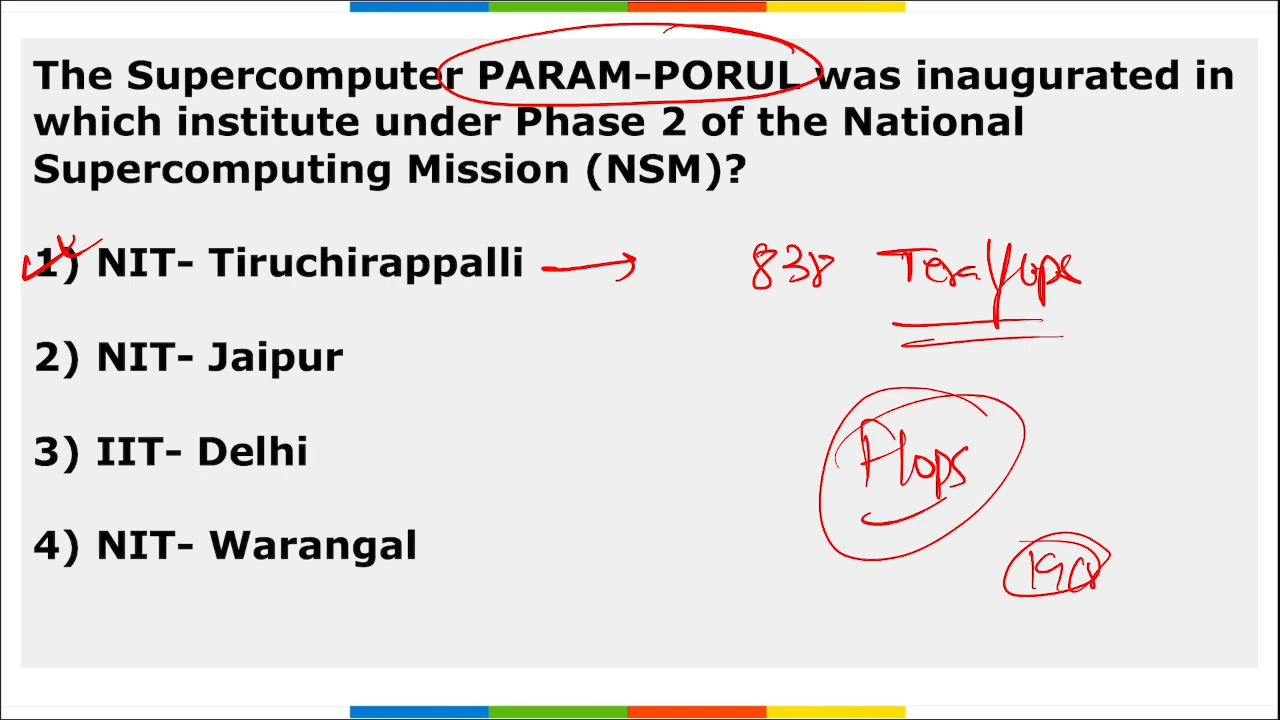 The Supercomputer PARAM-PORUL was inaugurated in
which institute under Phase 2 of the National
Supercomputing Mission (NSM)?
1) NIT- Tiruchirappalli
838 Teraflops
2) NIT- Jaipur
Flops
3) IIT- Delhi
4) NIT- Warangal